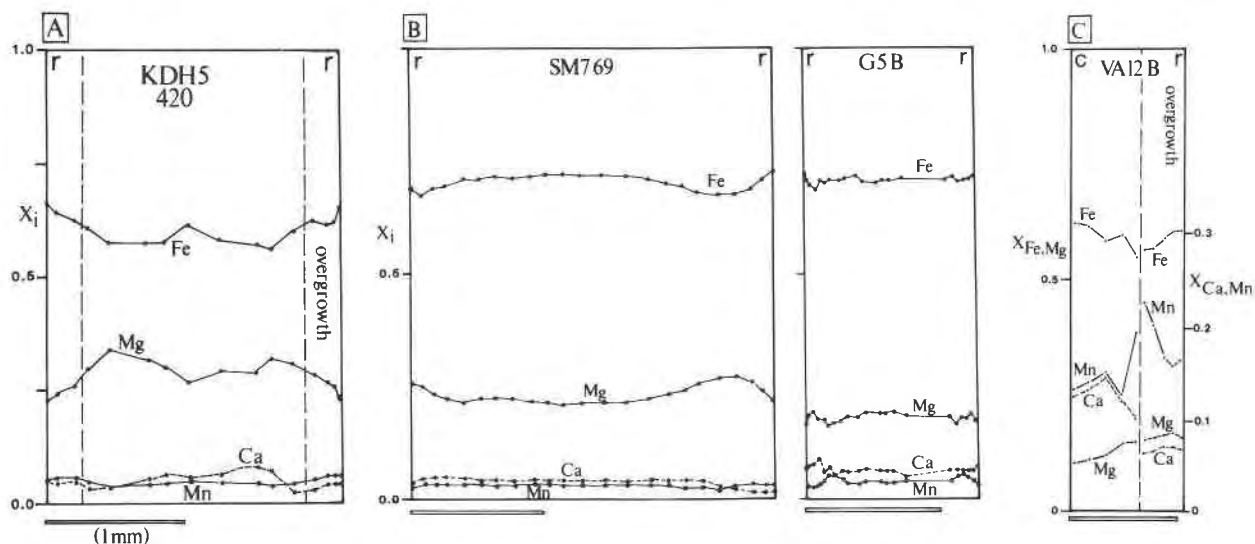 A
1.0
r
r
KDH5
420
Xi
Fe
0.5
Mg
overgrowth
Ca
Mn
0.0
(1mm)
B
r
SM769
r
Fe
Xi
0.5
Mg
Ca
Mn
0.0
r
G5B
r
Fe
Mg
Ca
Mn
C
1.0
c
r
VA12B
overgrowth
Fe
Fe
0.3
XFe,Mg
0.5
XCa,Mn
Mn
0.2
Mn
Ca
Mg
0.1
Mg
Ca
0
0